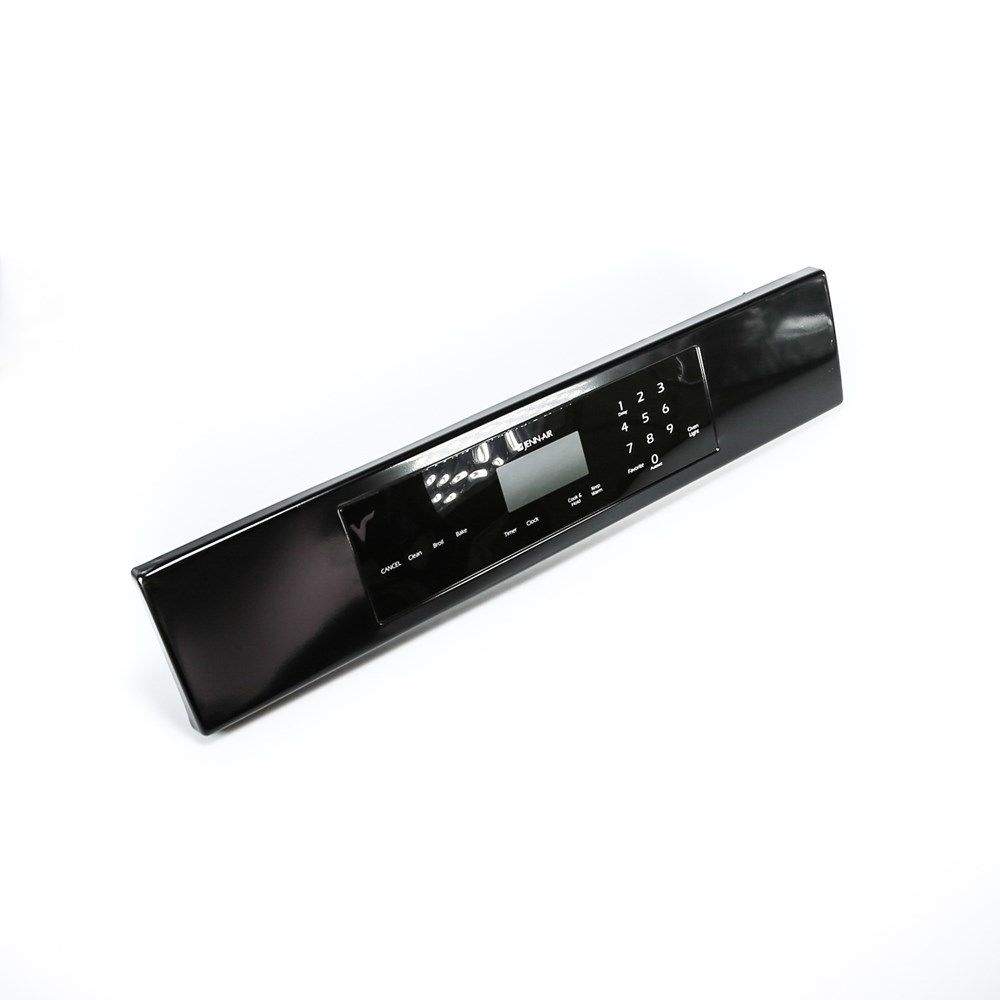 JENN-AIR
1 2 3
Delay
4 5 6
7 8 9
Oven
Light
Favorite
0
Autoset
CANCEL Clean Broil Bake
Timer Clock
Cook &
Hold
Keep
Warm